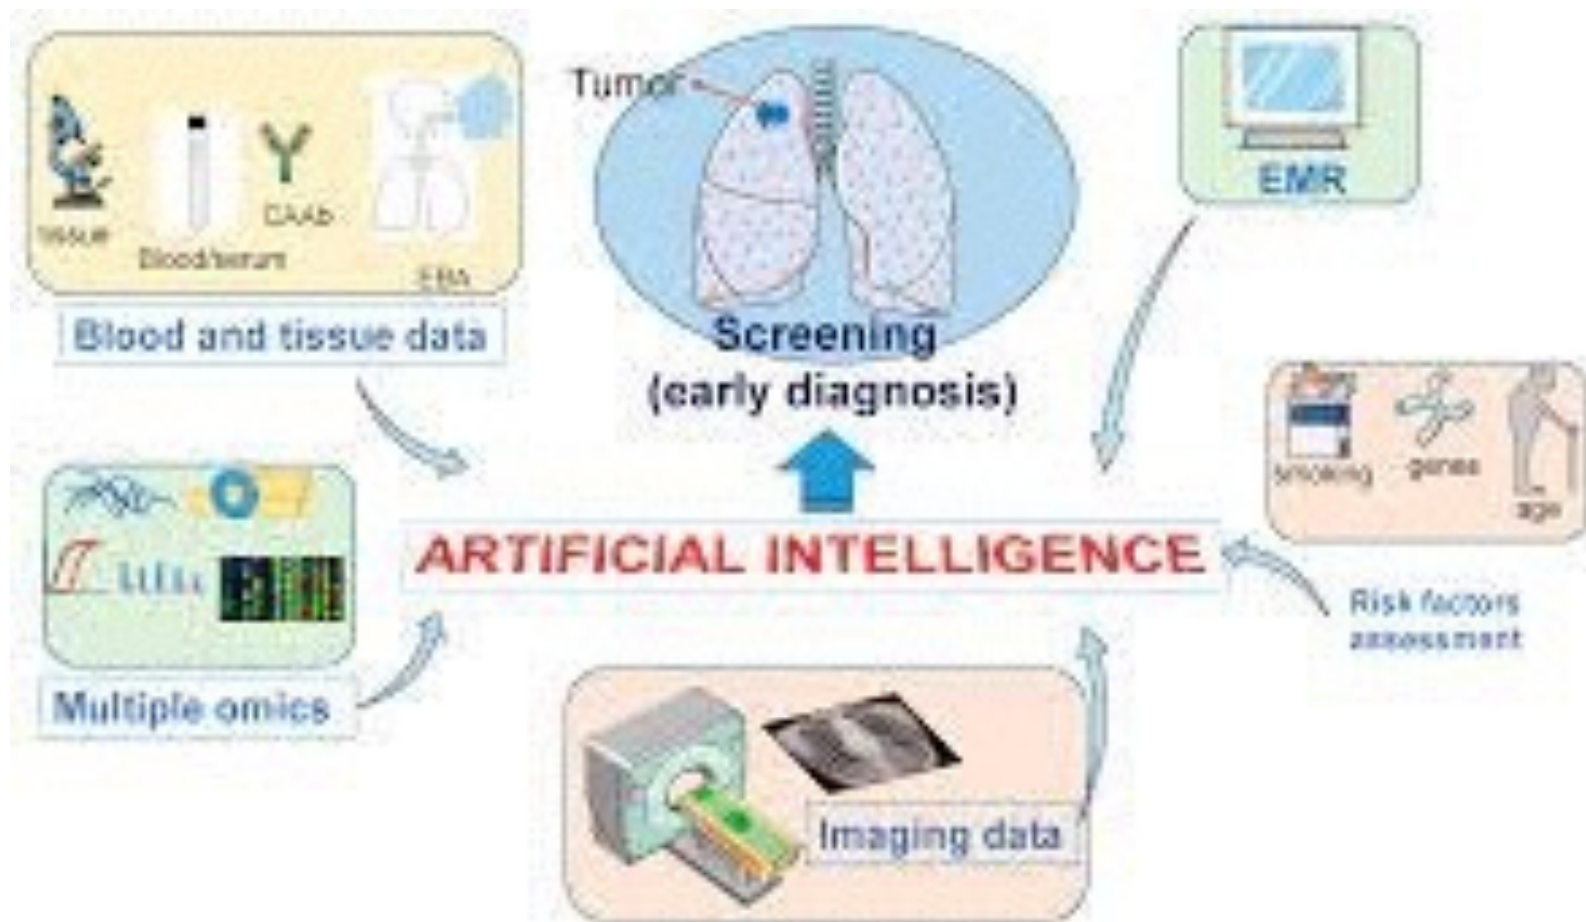 Tumor
EMR
tissue
Blood/serum
EBA
Blood and tissue data
Screening
(early diagnosis)
smoking
genes
age
ARTIFICIAL INTELLIGENCE
Risk factors
assessment
Multiple omics
Imaging data